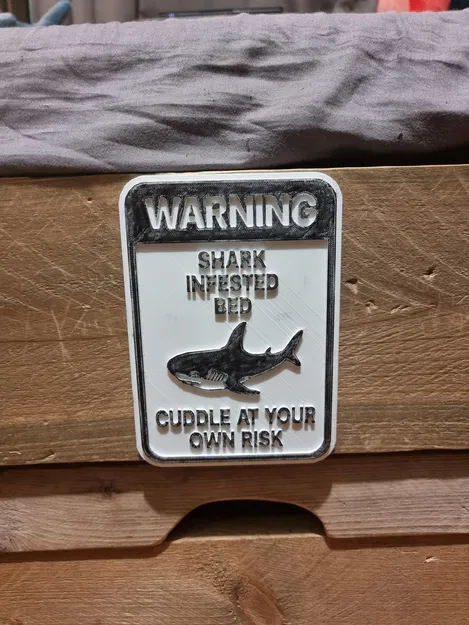 WARNING
SHARK
INFESTED
BED
CUDDLE AT YOUR
OWN RISK